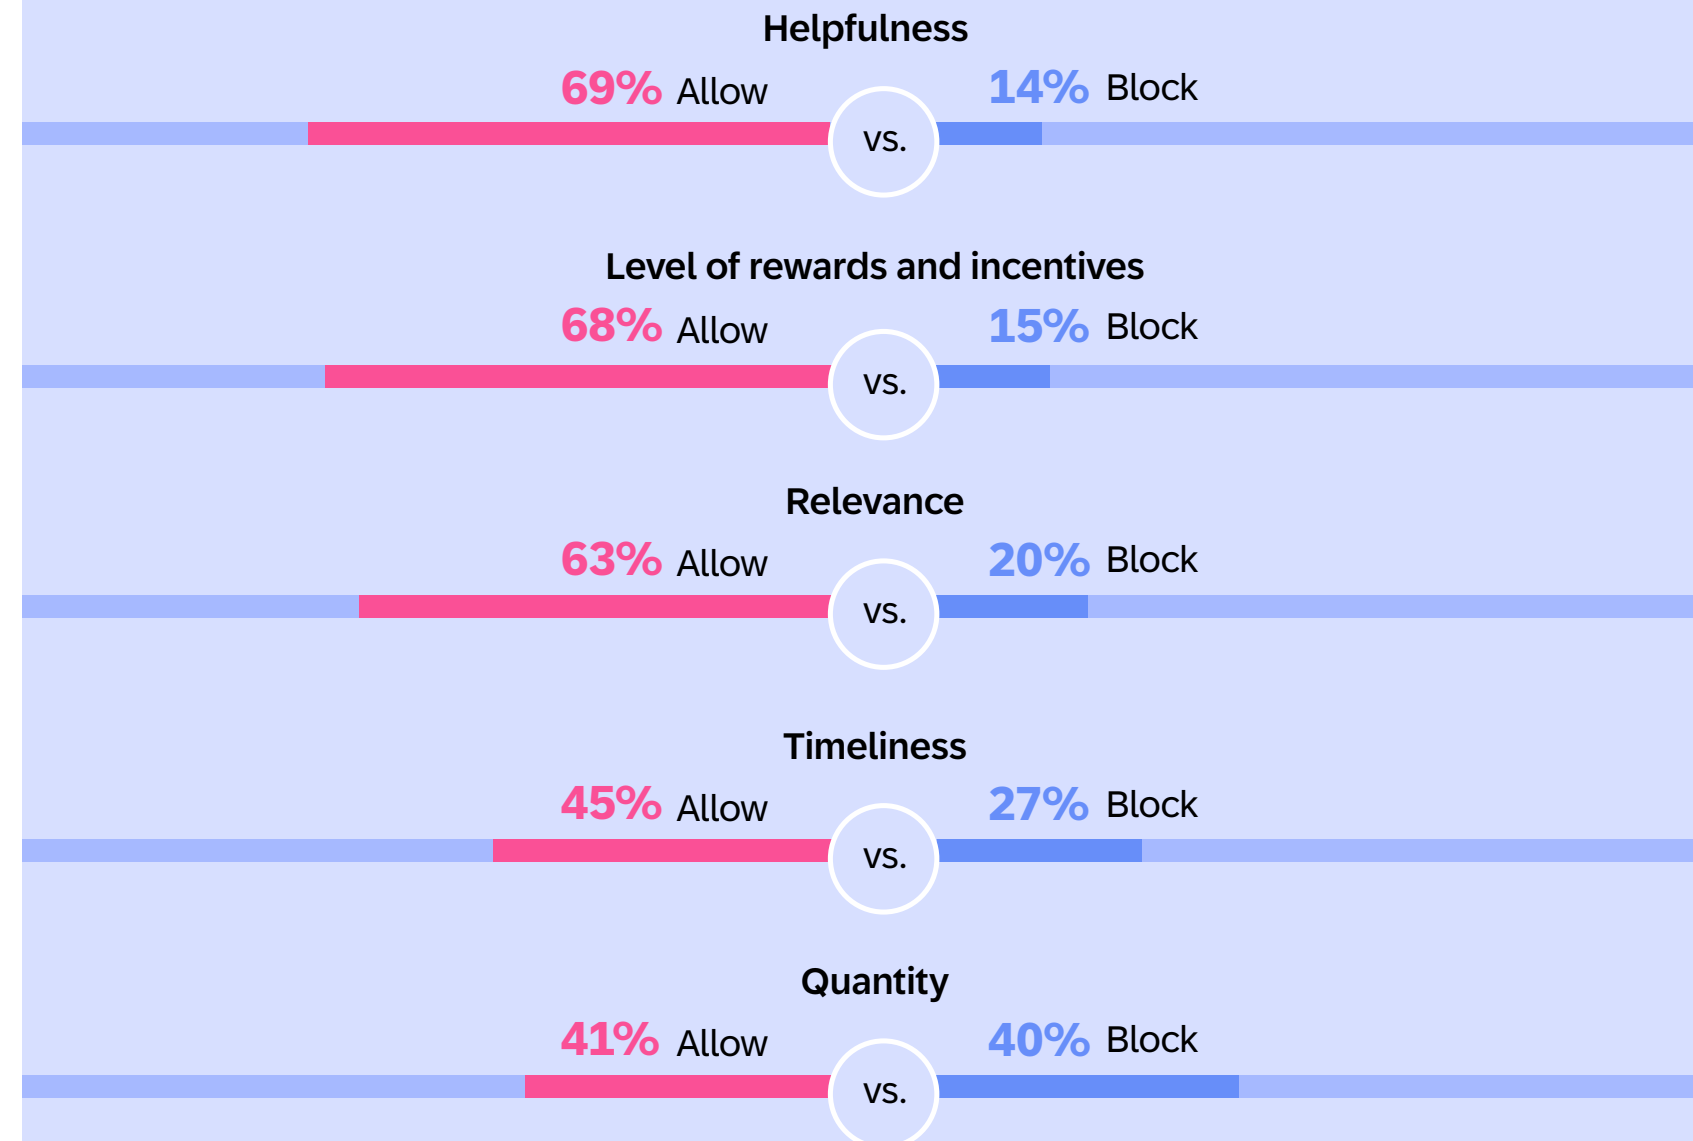 Helpfulness
69% Allow vs. 14% Block
Level of rewards and incentives
68% Allow vs. 15% Block
Relevance
63% Allow vs. 20% Block
Timeliness
45% Allow vs. 27% Block
Quantity
41% Allow vs. 40% Block